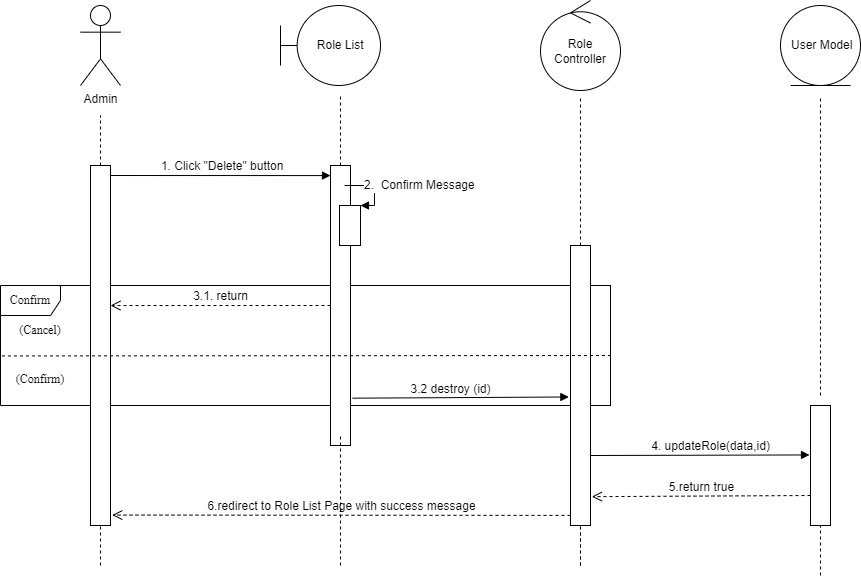 Role List
Role
Controller
User Model
Admin
1. Click "Delete" button
2. Confirm Message
Confirm
3.1. return
(Cancel)
(Confirm)
3.2 destroy (id)
4. updateRole(data,id)
5.return true
6.redirect to Role List Page with success message